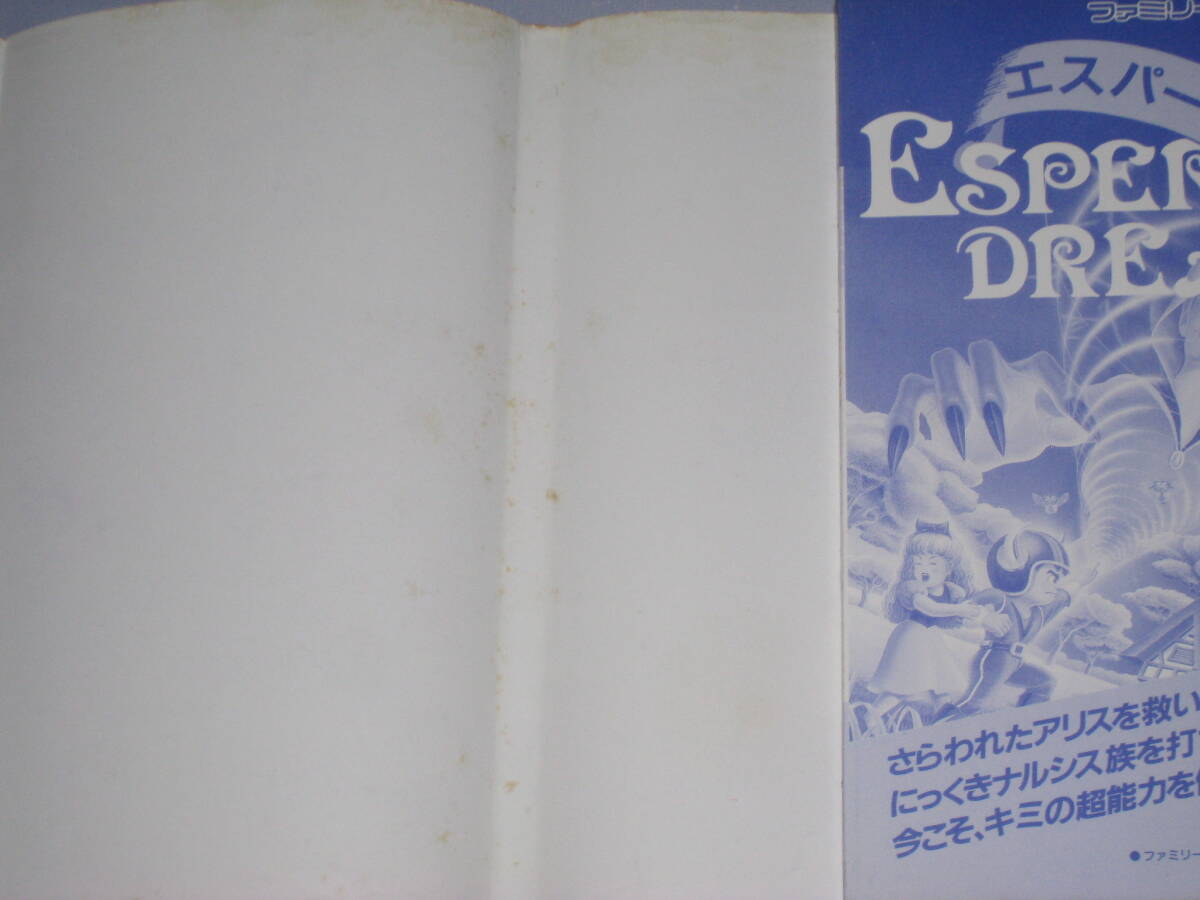 ファミリー
エスパー
ESPER
DREA
さらわれたアリスを救い
にっくきナルシス族を打
今こそ、キミの超能力を
●ファミリー